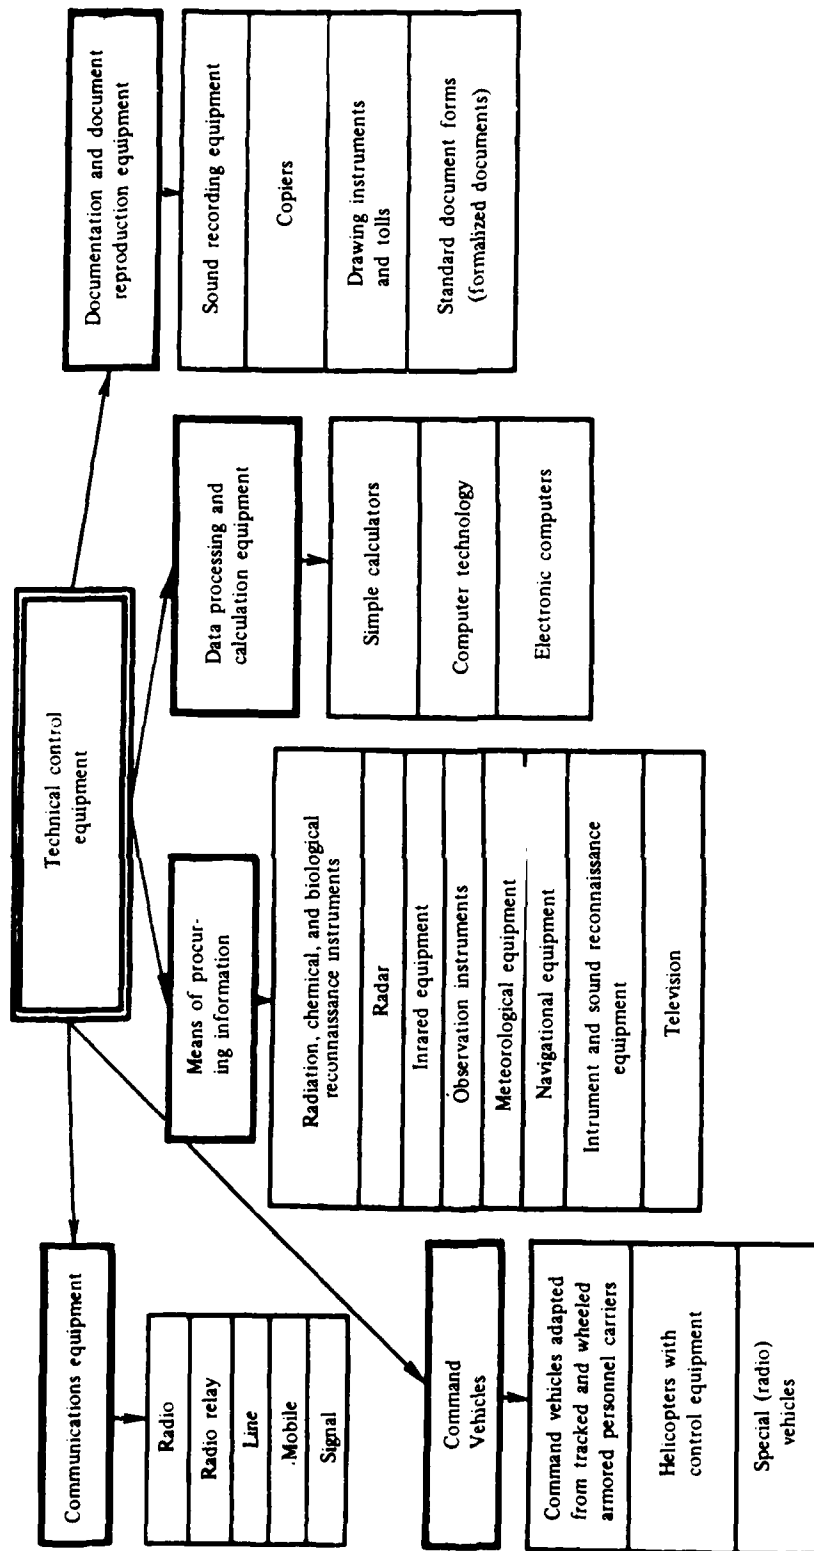 Technical control
equipment
Communications equipment
Radio
Radio relay
Line
.Mobile
Signal
Command
Vehicles
Command vehicles adapted
from tracked and wheeled
armored personnel carriers
Helicopters with
control equipment
Special (radio)
vehicles
Means of procur-
ing information
Radiation, chemical, and biological
reconnaissance instruments
Radar
Inrared equipment
Observation instruments
Meteorological equipment
Navigational equipment
Intrument and sound reconnaissance
equipment
Television
Data processing and
calculation equipment
Simple calculators
Computer technology
Electronic computers
Documentation and document
reproduction equipment
Sound recording equipment
Copiers
Drawing instruments
and tolls
Standard document forms
(formalized documents)